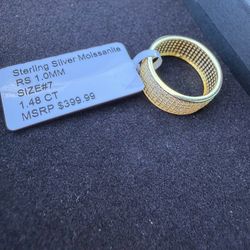 Sterling Silver Moissanite
RS 1.0MM
SIZE#7
1.48 CT
MSRP $399.99